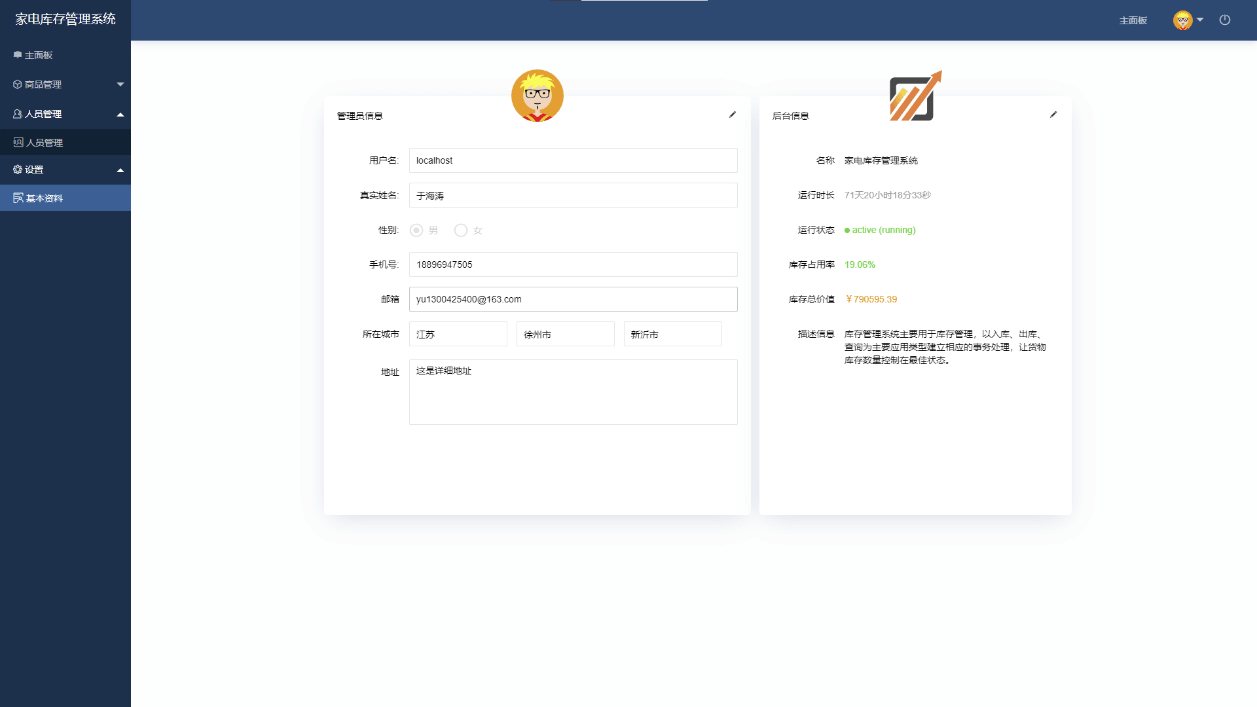 家电库存管理系统
主面板
主面板
商品管理
人员管理
人员管理
设置
基本资料
管理员信息
用户名: localhost
真实姓名: 于海涛
性别: 男 女
手机号: 18896947505
邮箱 yu1300425400@163.com
所在城市 江苏 徐州市 新沂市
地址 这是详细地址
后台信息
名称 家电库存管理系统
运行时长 71天20小时18分33秒
运行状态 active (running)
库存占用率 19.06%
库存总价值 ￥790595.39
描述信息 库存管理系统主要用于库存管理，以入库、出库、
查询为主要应用类型建立相应的事务处理，让货物
库存数量控制在最佳状态。